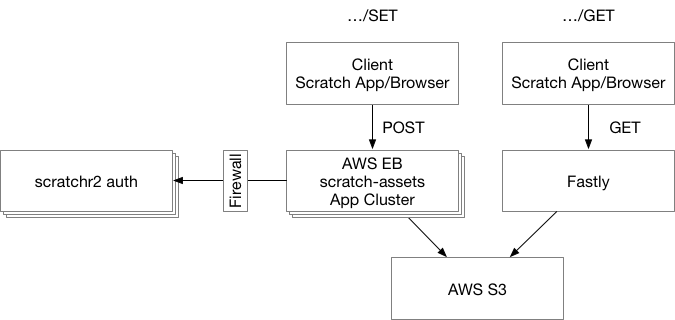 …/SET
…/GET
Client
Scratch App/Browser
Client
Scratch App/Browser
POST
GET
scratchr2 auth
Firewall
AWS EB
scratch-assets
App Cluster
Fastly
AWS S3